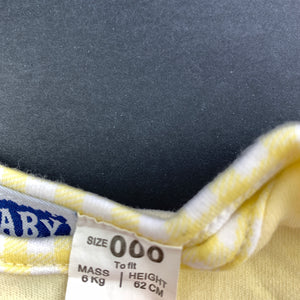 ABY
SIZE 000
To fit
MASS HEIGHT
6 Kg 62 CM